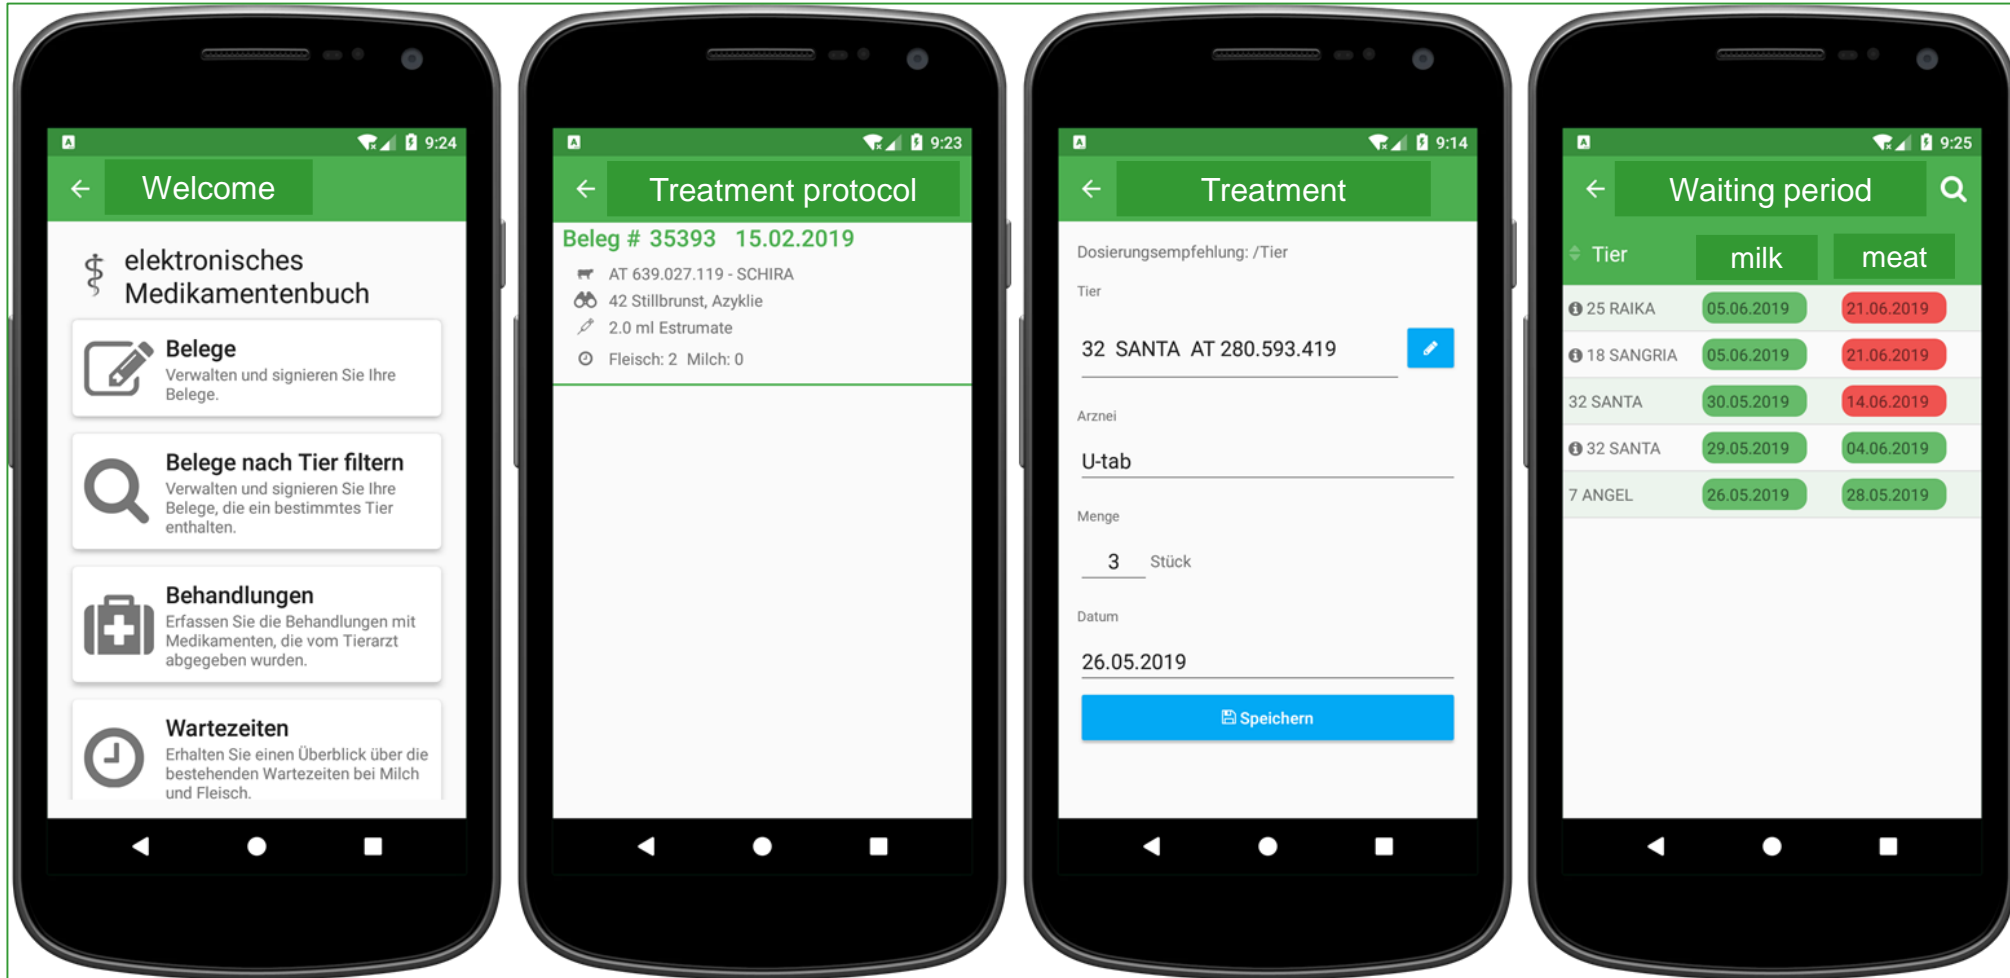 9:24
Welcome
elektronisches
Medikamentenbuch
Belege
Verwalten und signieren Sie Ihre
Belege.
Belege nach Tier filtern
Verwalten und signieren Sie Ihre
Belege, die ein bestimmtes Tier
enthalten.
Behandlungen
Erfassen Sie die Behandlungen mit
Medikamenten, die vom Tierarzt
abgegeben wurden.
Wartezeiten
Erhalten Sie einen Überblick über die
bestehenden Wartezeiten bei Milch
und Fleisch.
9:23
Treatment protocol
Beleg # 35393 15.02.2019
AT 639.027.119 - SCHIRA
42 Stillbrunst, Azyklie
2.0 ml Estrumate
Fleisch: 2 Milch: 0
9:14
Treatment
Dosierungsempfehlung: /Tier
Tier
32 SANTA AT 280.593.419
Arznei
U-tab
Menge
3 Stück
Datum
26.05.2019
Speichern
9:25
Waiting period
Tier milk meat
25 RAIKA 05.06.2019 21.06.2019
18 SANGRIA 05.06.2019 21.06.2019
32 SANTA 30.05.2019 14.06.2019
32 SANTA 29.05.2019 04.06.2019
7 ANGEL 26.05.2019 28.05.2019